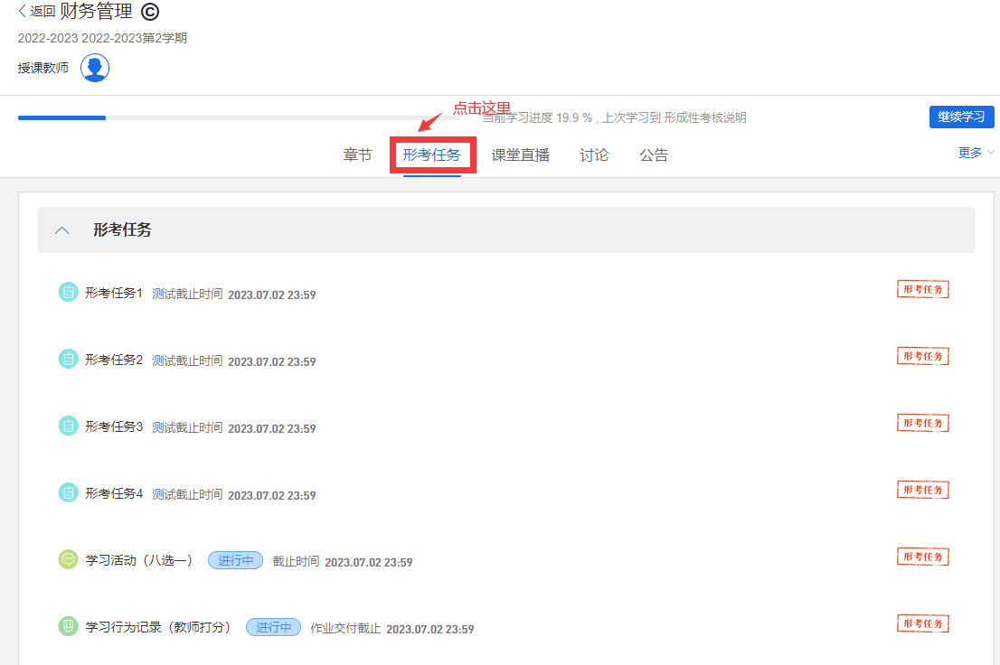 返回 财务管理 ©
2022-2023 2022-2023第2学期
授课教师
点击这里
当前学习进度 19.9 % , 上次学习到 形成性考核说明
继续学习
章节 形考任务 课堂直播 讨论 公告 更多
形考任务
形考任务1 测试截止时间 2023.07.02 23:59 形考任务
形考任务2 测试截止时间 2023.07.02 23:59 形考任务
形考任务3 测试截止时间 2023.07.02 23:59 形考任务
形考任务4 测试截止时间 2023.07.02 23:59 形考任务
学习活动（八选一） 进行中 截止时间 2023.07.02 23:59 形考任务
学习行为记录（教师打分） 进行中 作业交付截止 2023.07.02 23:59 形考任务